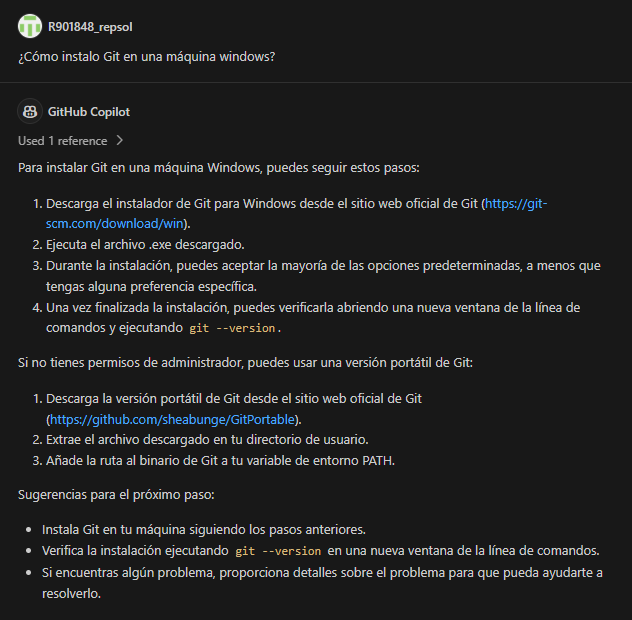 R901848_repsol
¿Cómo instalo Git en una máquina windows?
GitHub Copilot
Used 1 reference
Para instalar Git en una máquina Windows, puedes seguir estos pasos:
1. Descarga el instalador de Git para Windows desde el sitio web oficial de Git (https://git-
scm.com/download/win).
2. Ejecuta el archivo .exe descargado.
3. Durante la instalación, puedes aceptar la mayoría de las opciones predeterminadas, a menos que
tengas alguna preferencia específica.
4. Una vez finalizada la instalación, puedes verificarla abriendo una nueva ventana de la línea de
comandos y ejecutando git --version.
Si no tienes permisos de administrador, puedes usar una versión portátil de Git:
1. Descarga la versión portátil de Git desde el sitio web oficial de Git
(https://github.com/sheabunge/GitPortable).
2. Extrae el archivo descargado en tu directorio de usuario.
3. Añade la ruta al binario de Git a tu variable de entorno PATH.
Sugerencias para el próximo paso:
• Instala Git en tu máquina siguiendo los pasos anteriores.
• Verifica la instalación ejecutando git --version en una nueva ventana de la línea de comandos.
• Si encuentras algún problema, proporciona detalles sobre el problema para que pueda ayudarte a
resolverlo.